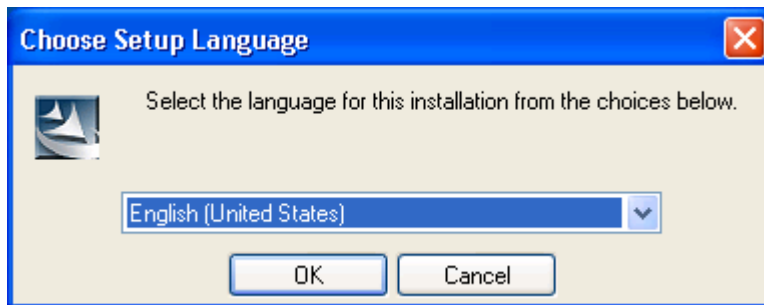 Choose Setup Language
Select the language for this installation from the choices below.
English (United States)
OK
Cancel